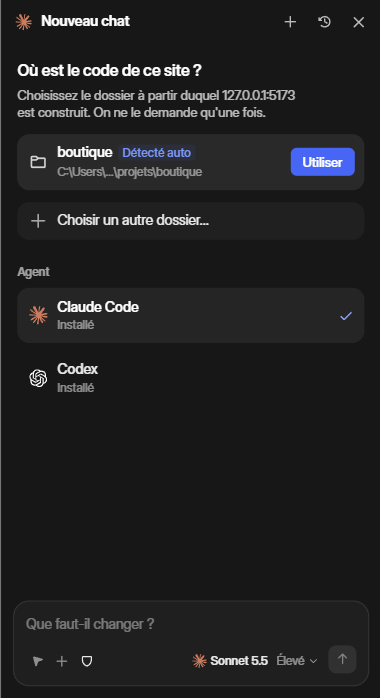 Nouveau chat
Où est le code de ce site ?
Choisissez le dossier à partir duquel 127.0.0.1:5173
est construit. On ne le demande qu'une fois.
boutique Détecté auto
C:\Users\...\projets\boutique
Utiliser
Choisir un autre dossier...
Agent
Claude Code
Installé
Codex
Installé
Que faut-il changer ?
Sonnet 5.5 Élevé